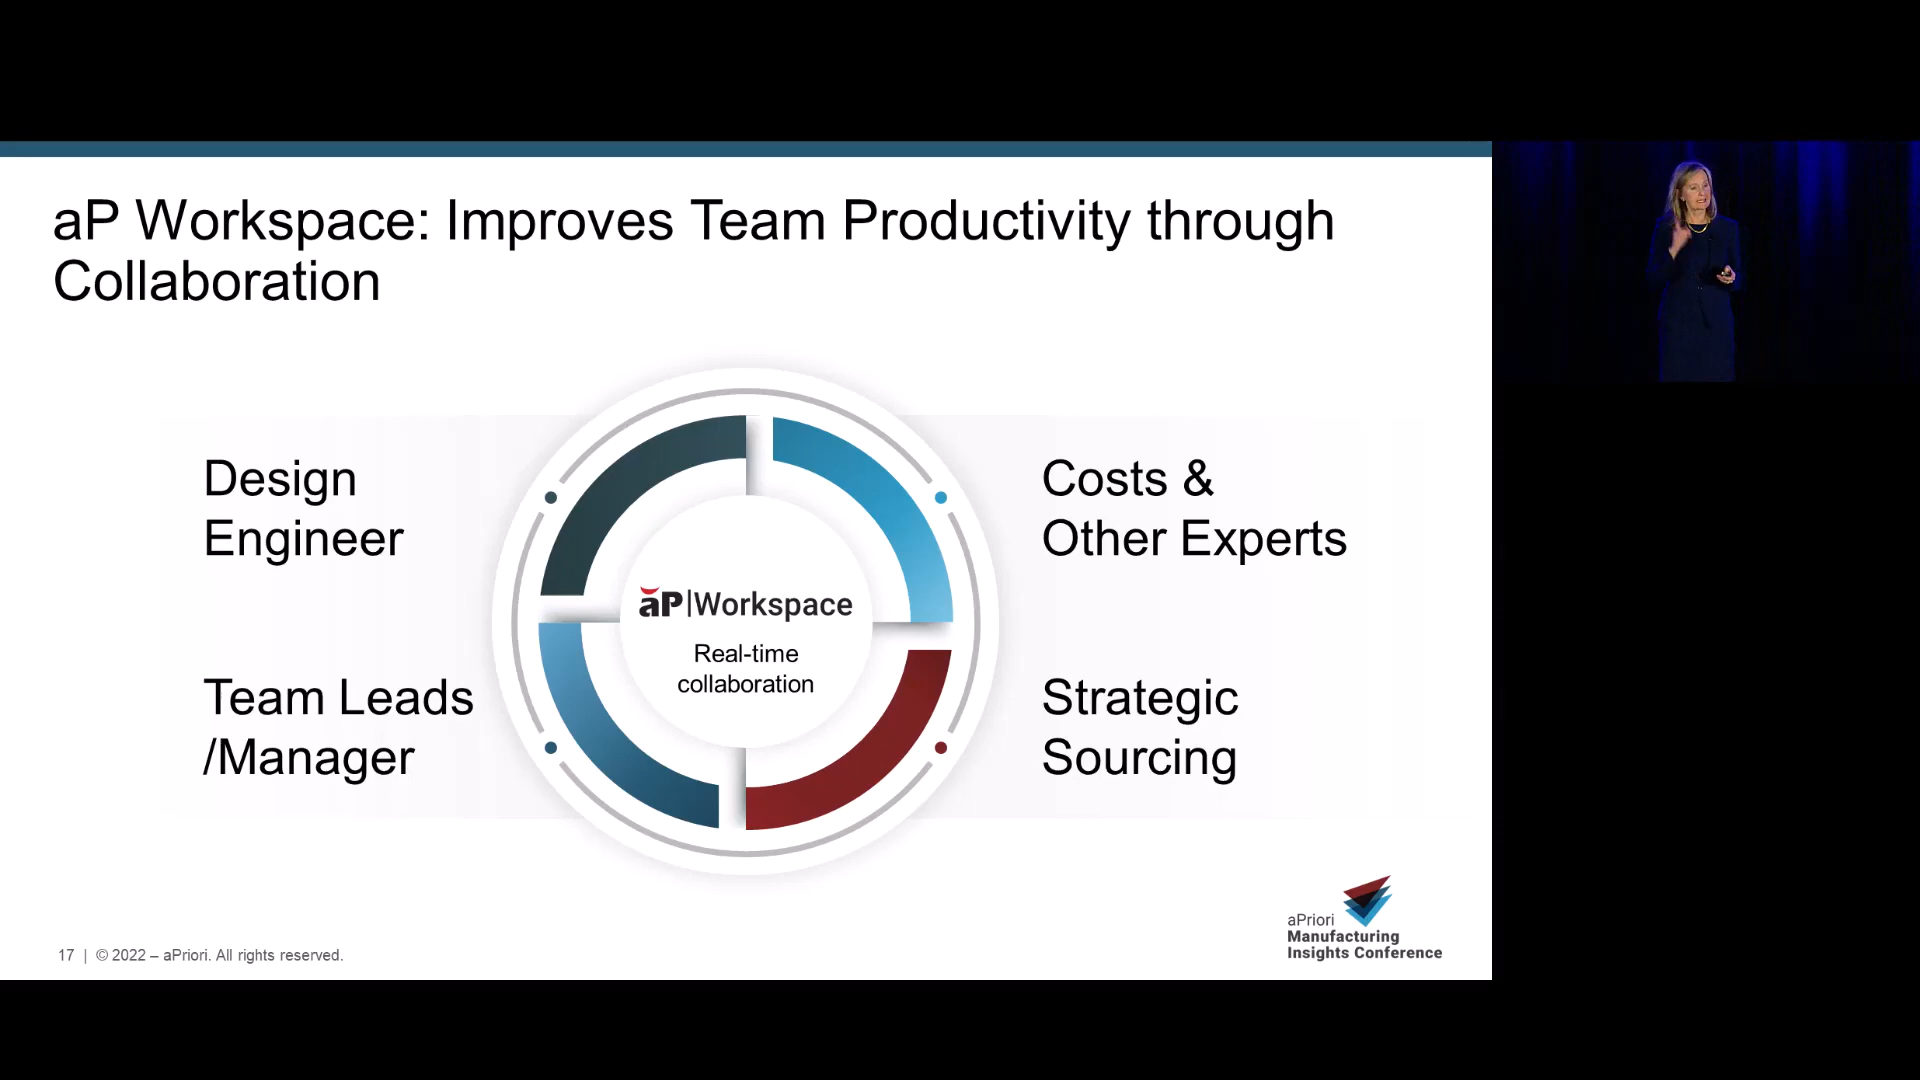 aP Workspace: Improves Team Productivity through
Collaboration
Design
Engineer
Costs &
Other Experts
aP|Workspace
Real-time
collaboration
Team Leads
/Manager
Strategic
Sourcing
aPriori
Manufacturing
Insights Conference
17 | © 2022 – aPriori. All rights reserved.